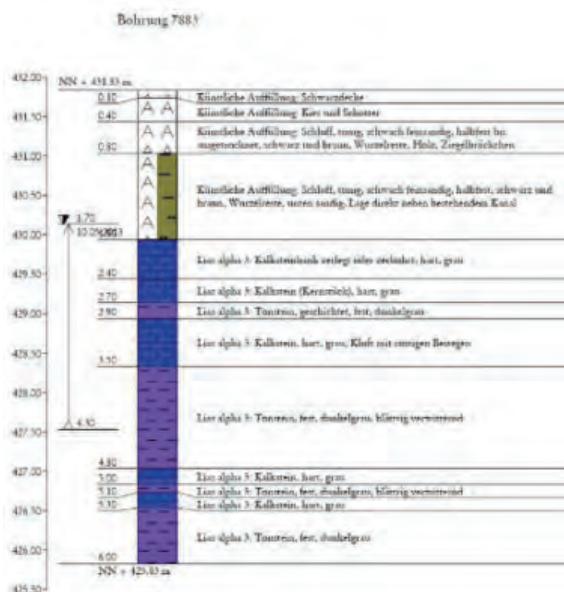 Bohrung 7883
NN + 431.83 m
432.00
0.10
Künstliche Auffüllung: Schwarzdecke
431.50
0.40
Künstliche Auffüllung: Kies und Schotter
Künstliche Auffüllung: Schluff, tonig, schwach feinsandig, halbfest bis
ausgetrocknet, schwarz und braun, Wurzelreste, Holz, Ziegelbröckchen
431.00
0.80
430.50
Künstliche Auffüllung: Schluff, tonig, schwach feinsandig, halbfest, schwarz und
braun, Wurzelreste, unten sandig, Lage direkt neben bestehendem Kanal
1.70
430.00
Lias alpha 3: Kalksteinbank zerlegt oder zerbohrt, hart, grau
429.50
2.40
Lias alpha 3: Kalkstein (Kernstück), hart, grau
2.70
429.00
2.90
Lias alpha 3: Tonstein, geschichtet, fest, dunkelgrau
428.50
Lias alpha 3: Kalkstein, hart, grau, Kluft mit tonigen Bestegen
3.50
428.00
Lias alpha 3: Tonstein, fest, dunkelgrau, blättrig verwitternd
427.50
4.30
427.00
4.80
5.00
Lias alpha 3: Kalkstein, hart, grau
5.10
Lias alpha 3: Tonstein, fest, dunkelgrau, blättrig verwitternd
426.50
5.30
Lias alpha 3: Kalkstein, hart, grau
Lias alpha 3: Tonstein, fest, dunkelgrau
426.00
6.00
NN + 425.83 m
425.50